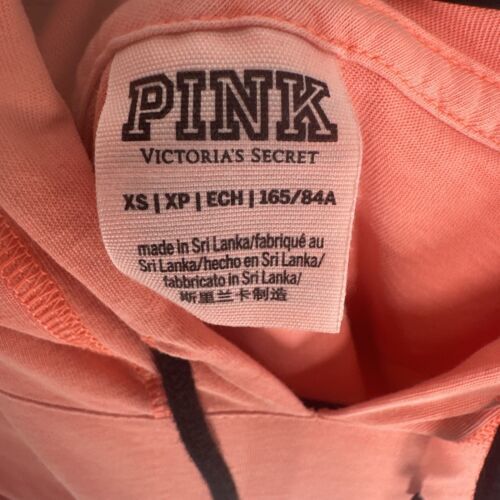 PINK
VICTORIA'S SECRET
XS | XP | ECH | 165/84A
made in Sri Lanka/fabriqué au
Sri Lanka/hecho en Sri Lanka/
fabbricato in Sri Lanka/
斯里兰卡制造